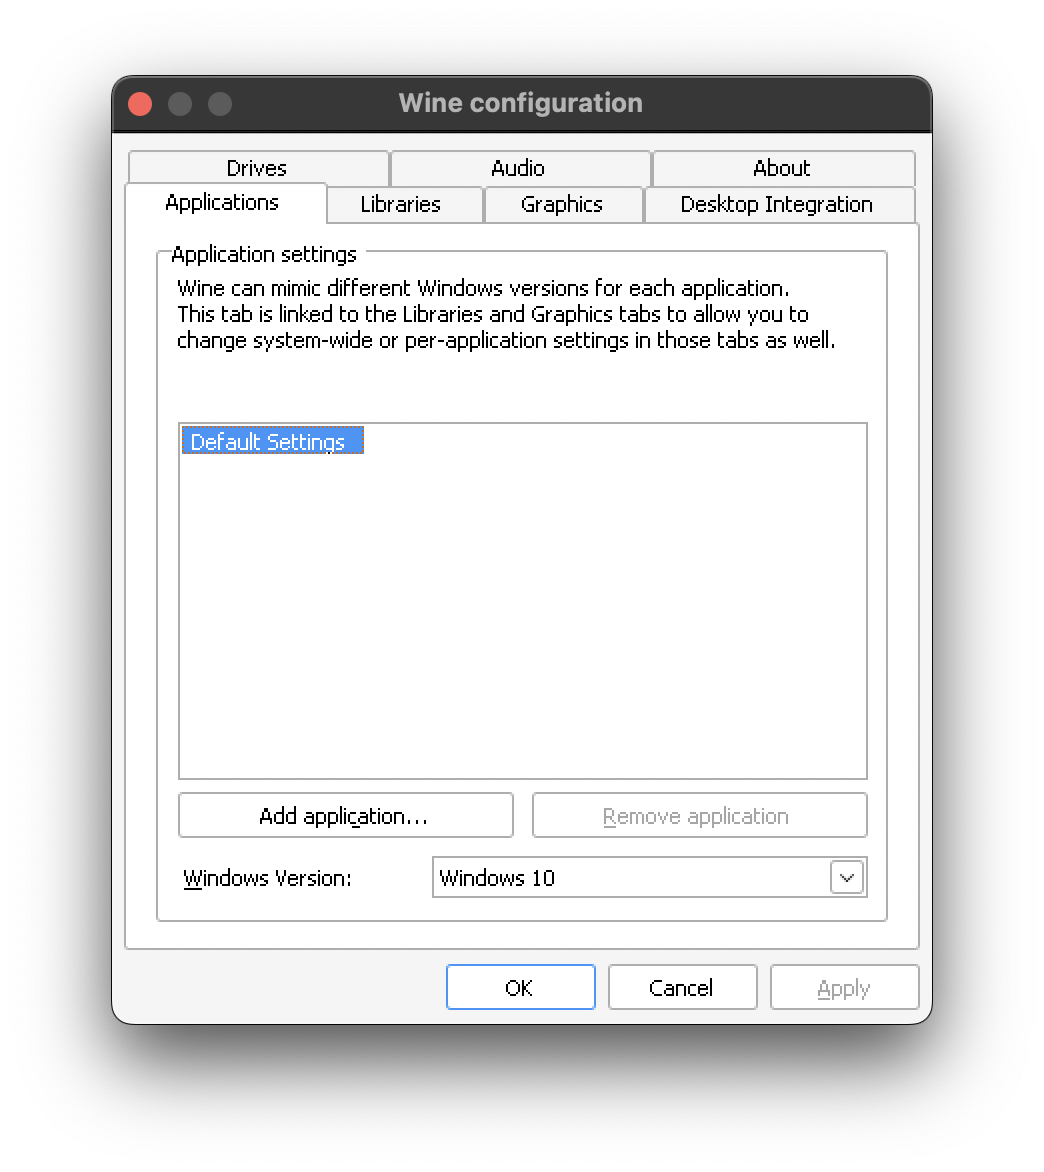 Wine configuration
Drives
Audio
About
Applications
Libraries
Graphics
Desktop Integration
Application settings
Wine can mimic different Windows versions for each application.
This tab is linked to the Libraries and Graphics tabs to allow you to
change system-wide or per-application settings in those tabs as well.
Default Settings
Add application...
Remove application
Windows Version:
Windows 10
OK
Cancel
Apply